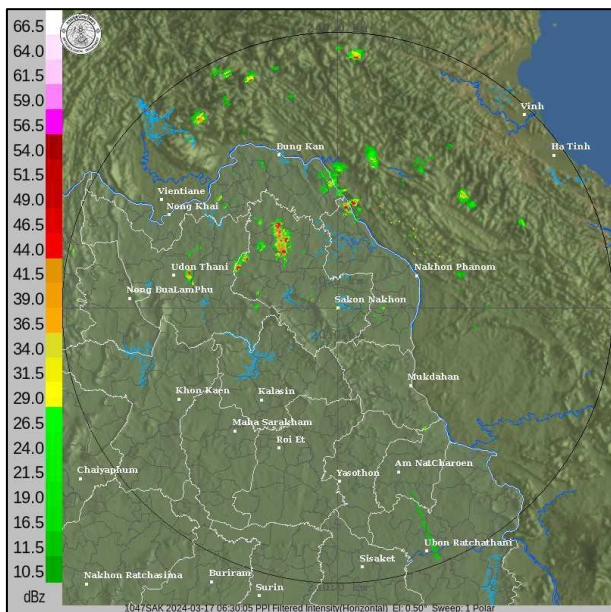 66.5
64.0
61.5
59.0
56.5
54.0
51.5
49.0
46.5
44.0
41.5
39.0
36.5
34.0
31.5
29.0
26.5
24.0
21.5
19.0
16.5
14.0
11.5
10.5
dBz
Vinh
Ha Tinh
Bung Kan
Vientiane
Nong Khai
Udon Thani
Nakhon Phanom
Nong BuaLamPhu
Sakon Nakhon
Mukdahan
Khon Kaen
Kalasin
Maha Sarakham
Roi Et
Chaiyaphum
Yasothon
Am NatCharoen
Ubon Ratchathani
Sisaket
Nakhon Ratchasima
Buriram
Surin
1047SAK 2024-03-17 06:30:05 PPI Filtered Intensity(Horizontal) El: 0.50° Sweep: 1 Polar